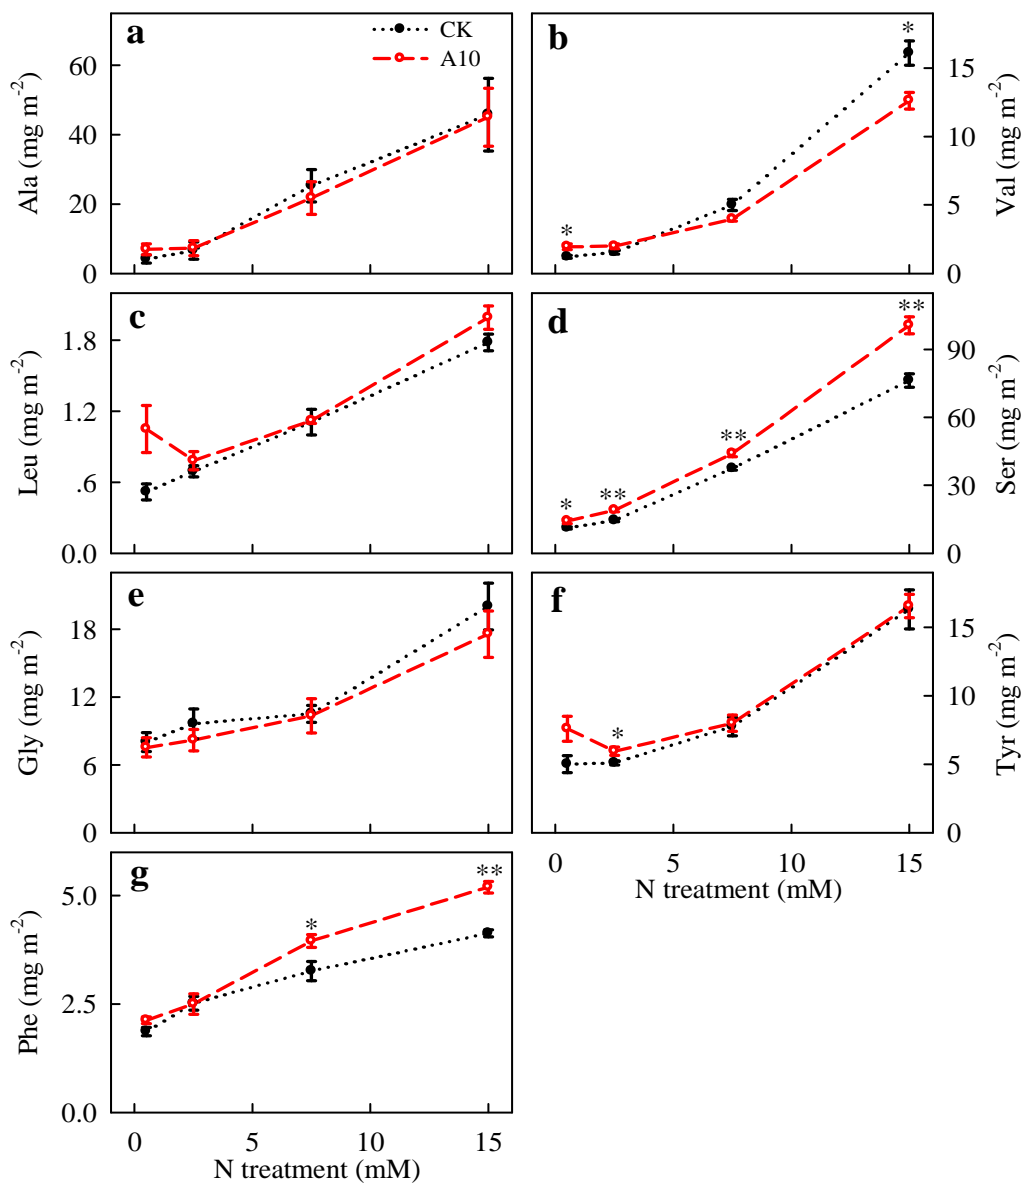 a
CK
A10
60
40
20
0
Ala (mg m-2)
b
*
*
15
10
5
0
Val (mg m-2)
c
1.8
1.2
.6
0.0
Leu (mg m-2)
d
*
**
**
**
90
60
30
0
Ser (mg m-2)
e
18
12
6
0
Gly (mg m-2)
f
*
15
10
5
0
Tyr (mg m-2)
0 5 10 15
N treatment (mM)
g
*
**
5.0
2.5
0.0
Phe (mg m-2)
0 5 10 15
N treatment (mM)